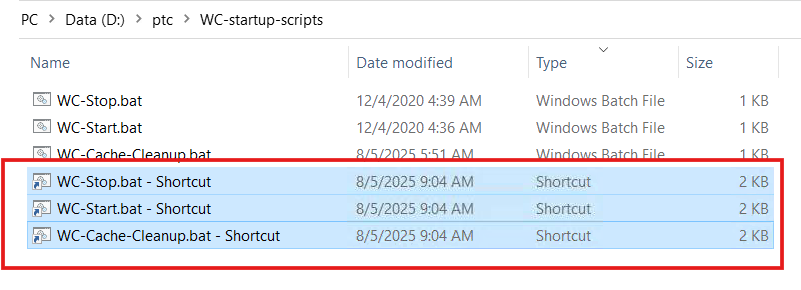 PC > Data (D:) > ptc > WC-startup-scripts
Name Date modified Type Size
WC-Stop.bat 12/4/2020 4:39 AM Windows Batch File 1 KB
WC-Start.bat 12/4/2020 4:36 AM Windows Batch File 1 KB
WC-Cache-Cleanup.bat 8/5/2025 5:51 AM Windows Batch File 1 KB
WC-Stop.bat - Shortcut 8/5/2025 9:04 AM Shortcut 2 KB
WC-Start.bat - Shortcut 8/5/2025 9:04 AM Shortcut 2 KB
WC-Cache-Cleanup.bat - Shortcut 8/5/2025 9:04 AM Shortcut 2 KB